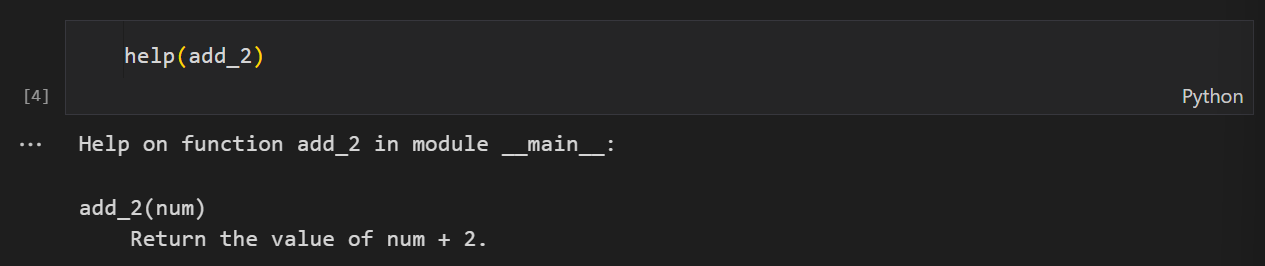 help(add_2)
[4]
Python
... Help on function add_2 in module __main__:
add_2(num)
    Return the value of num + 2.